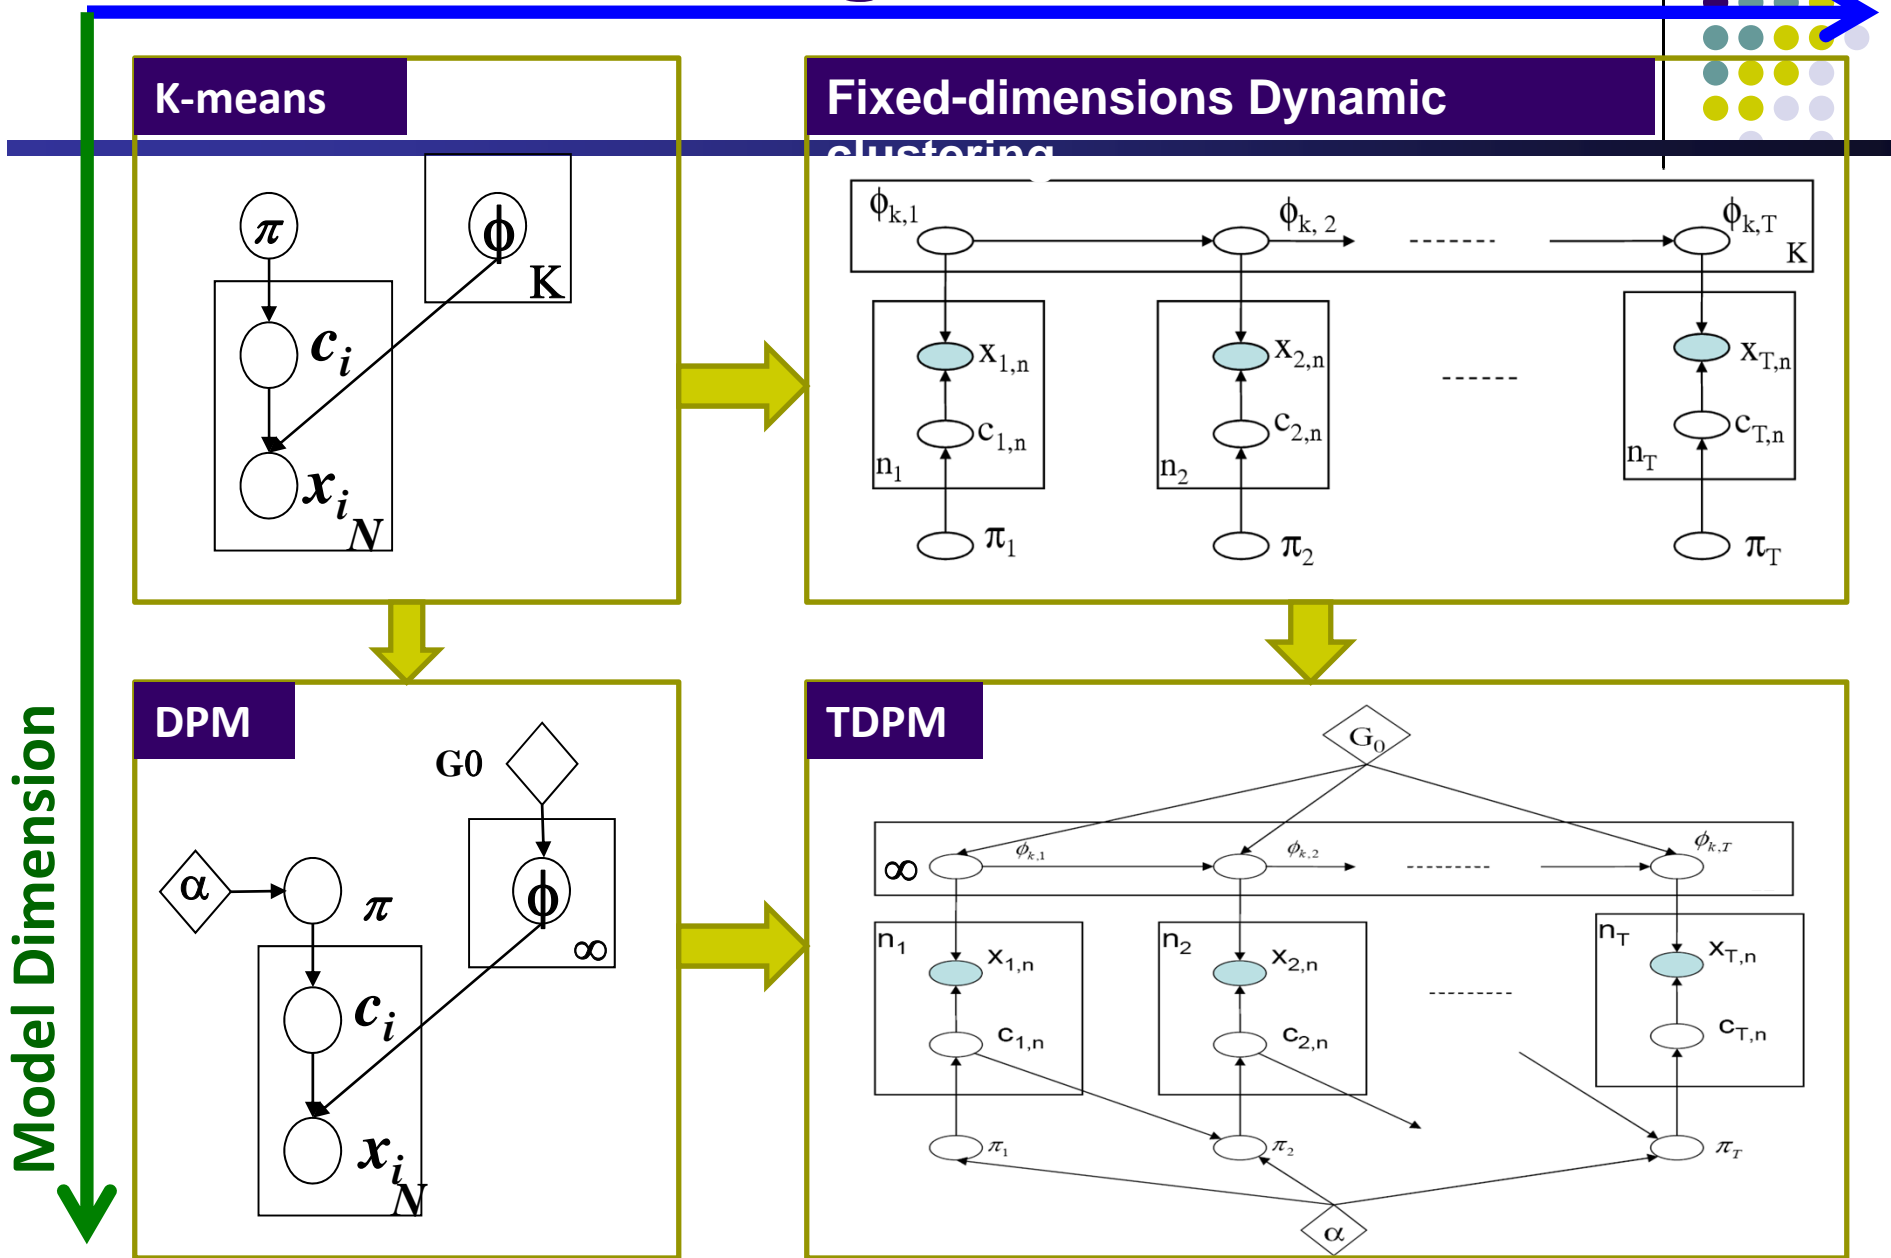 K-means
π
ϕ
K
c_i
x_i
N
Fixed-dimensions Dynamic
clustering
ϕ_k,1
ϕ_k, 2
ϕ_k,T
K
x_1,n
x_2,n
x_T,n
c_1,n
c_2,n
c_T,n
n_1
n_2
n_T
π_1
π_2
π_T
Model Dimension
DPM
G0
α
π
ϕ
∞
c_i
x_i
N
TDPM
G_0
∞
ϕ_k,1
ϕ_k,2
ϕ_k,T
n_1
n_2
n_T
x_1,n
x_2,n
x_T,n
c_1,n
c_2,n
c_T,n
π_1
π_2
π_T
α